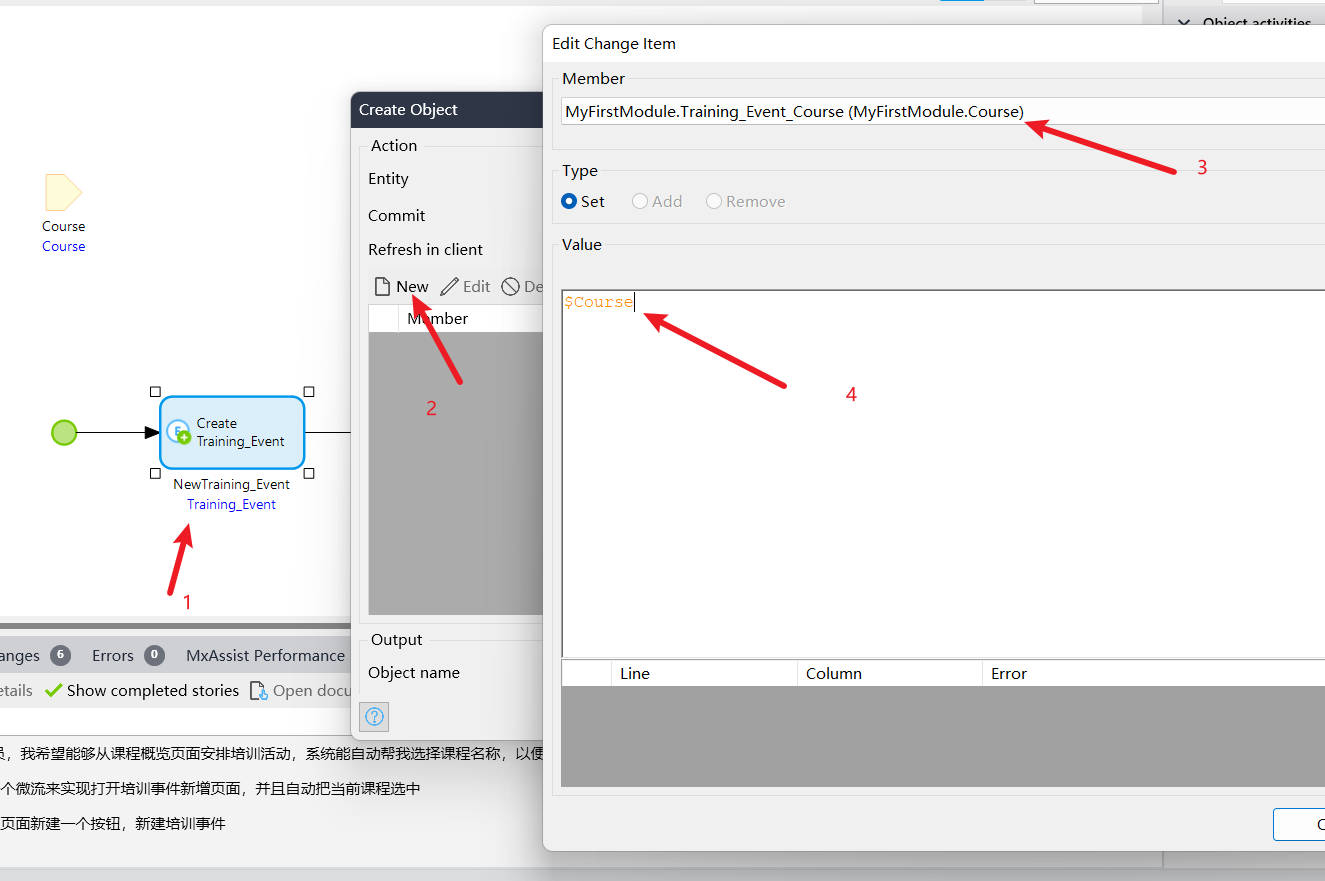 Object activities
Edit Change Item
Member
MyFirstModule.Training_Event_Course (MyFirstModule.Course)
3
Type
Set
Add
Remove
Value
$Course
4
Line
Column
Error
Create Object
Action
Entity
Commit
Refresh in client
New
Edit
De
Member
2
Output
Object name
?
Course
Course
Create
Training_Event
NewTraining_Event
Training_Event
1
anges 6 Errors 0 MxAssist Performance
etails Show completed stories Open docu
，我希望能够从课程概览页面安排培训活动，系统能自动帮我选择课程名称，以便
个微流来实现打开培训事件新增页面，并且自动把当前课程选中
页面新建一个按钮，新建培训事件